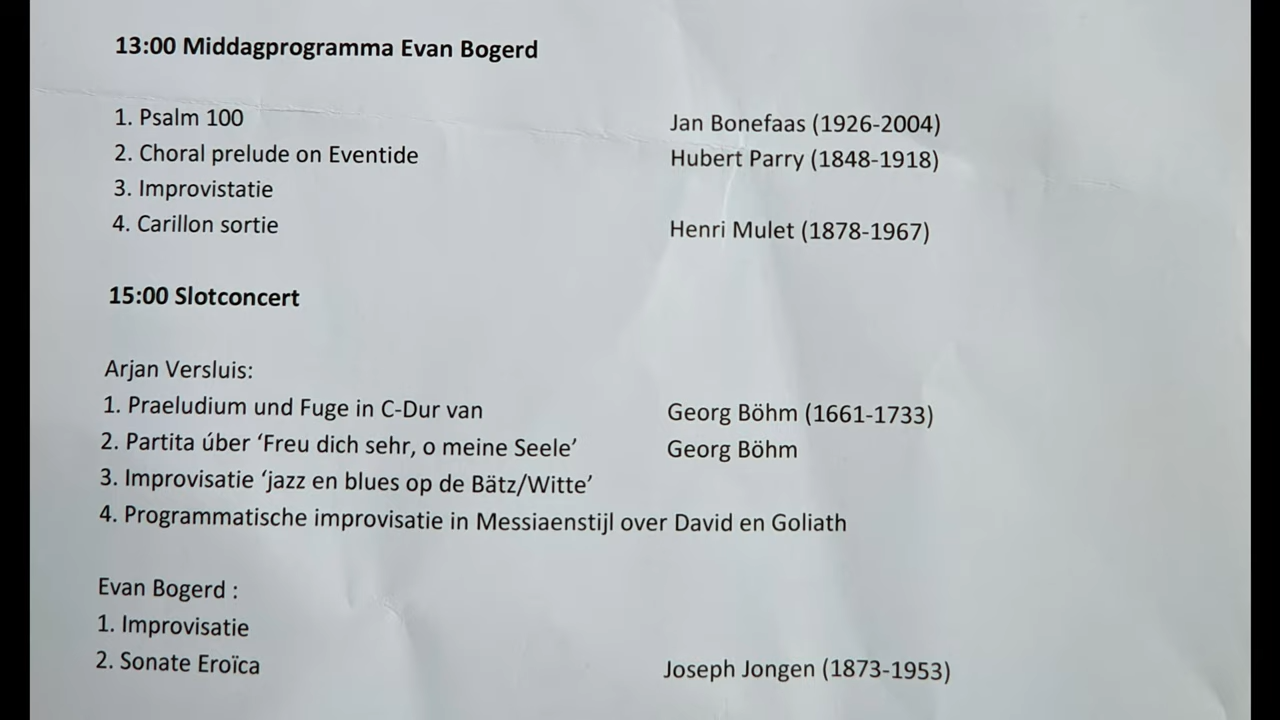 13:00 Middagprogramma Evan Bogerd
1. Psalm 100 Jan Bonefaas (1926-2004)
2. Choral prelude on Eventide Hubert Parry (1848-1918)
3. Improvistatie
4. Carillon sortie Henri Mulet (1878-1967)
15:00 Slotconcert
Arjan Versluis:
1. Praeludium und Fuge in C-Dur van Georg Böhm (1661-1733)
2. Partita úber ‘Freu dich sehr, o meine Seele’ Georg Böhm
3. Improvisatie ‘jazz en blues op de Bätz/Witte’
4. Programmatische improvisatie in Messiaenstijl over David en Goliath
Evan Bogerd :
1. Improvisatie
2. Sonate Eroïca Joseph Jongen (1873-1953)